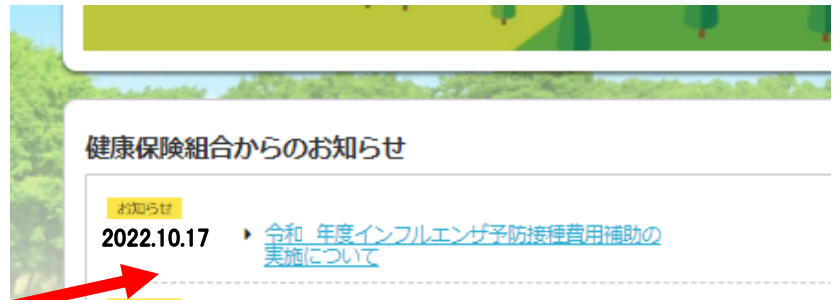 健康保険組合からのお知らせ
お知らせ
2022.10.17 令和 年度インフルエンザ予防接種費用補助の
実施について